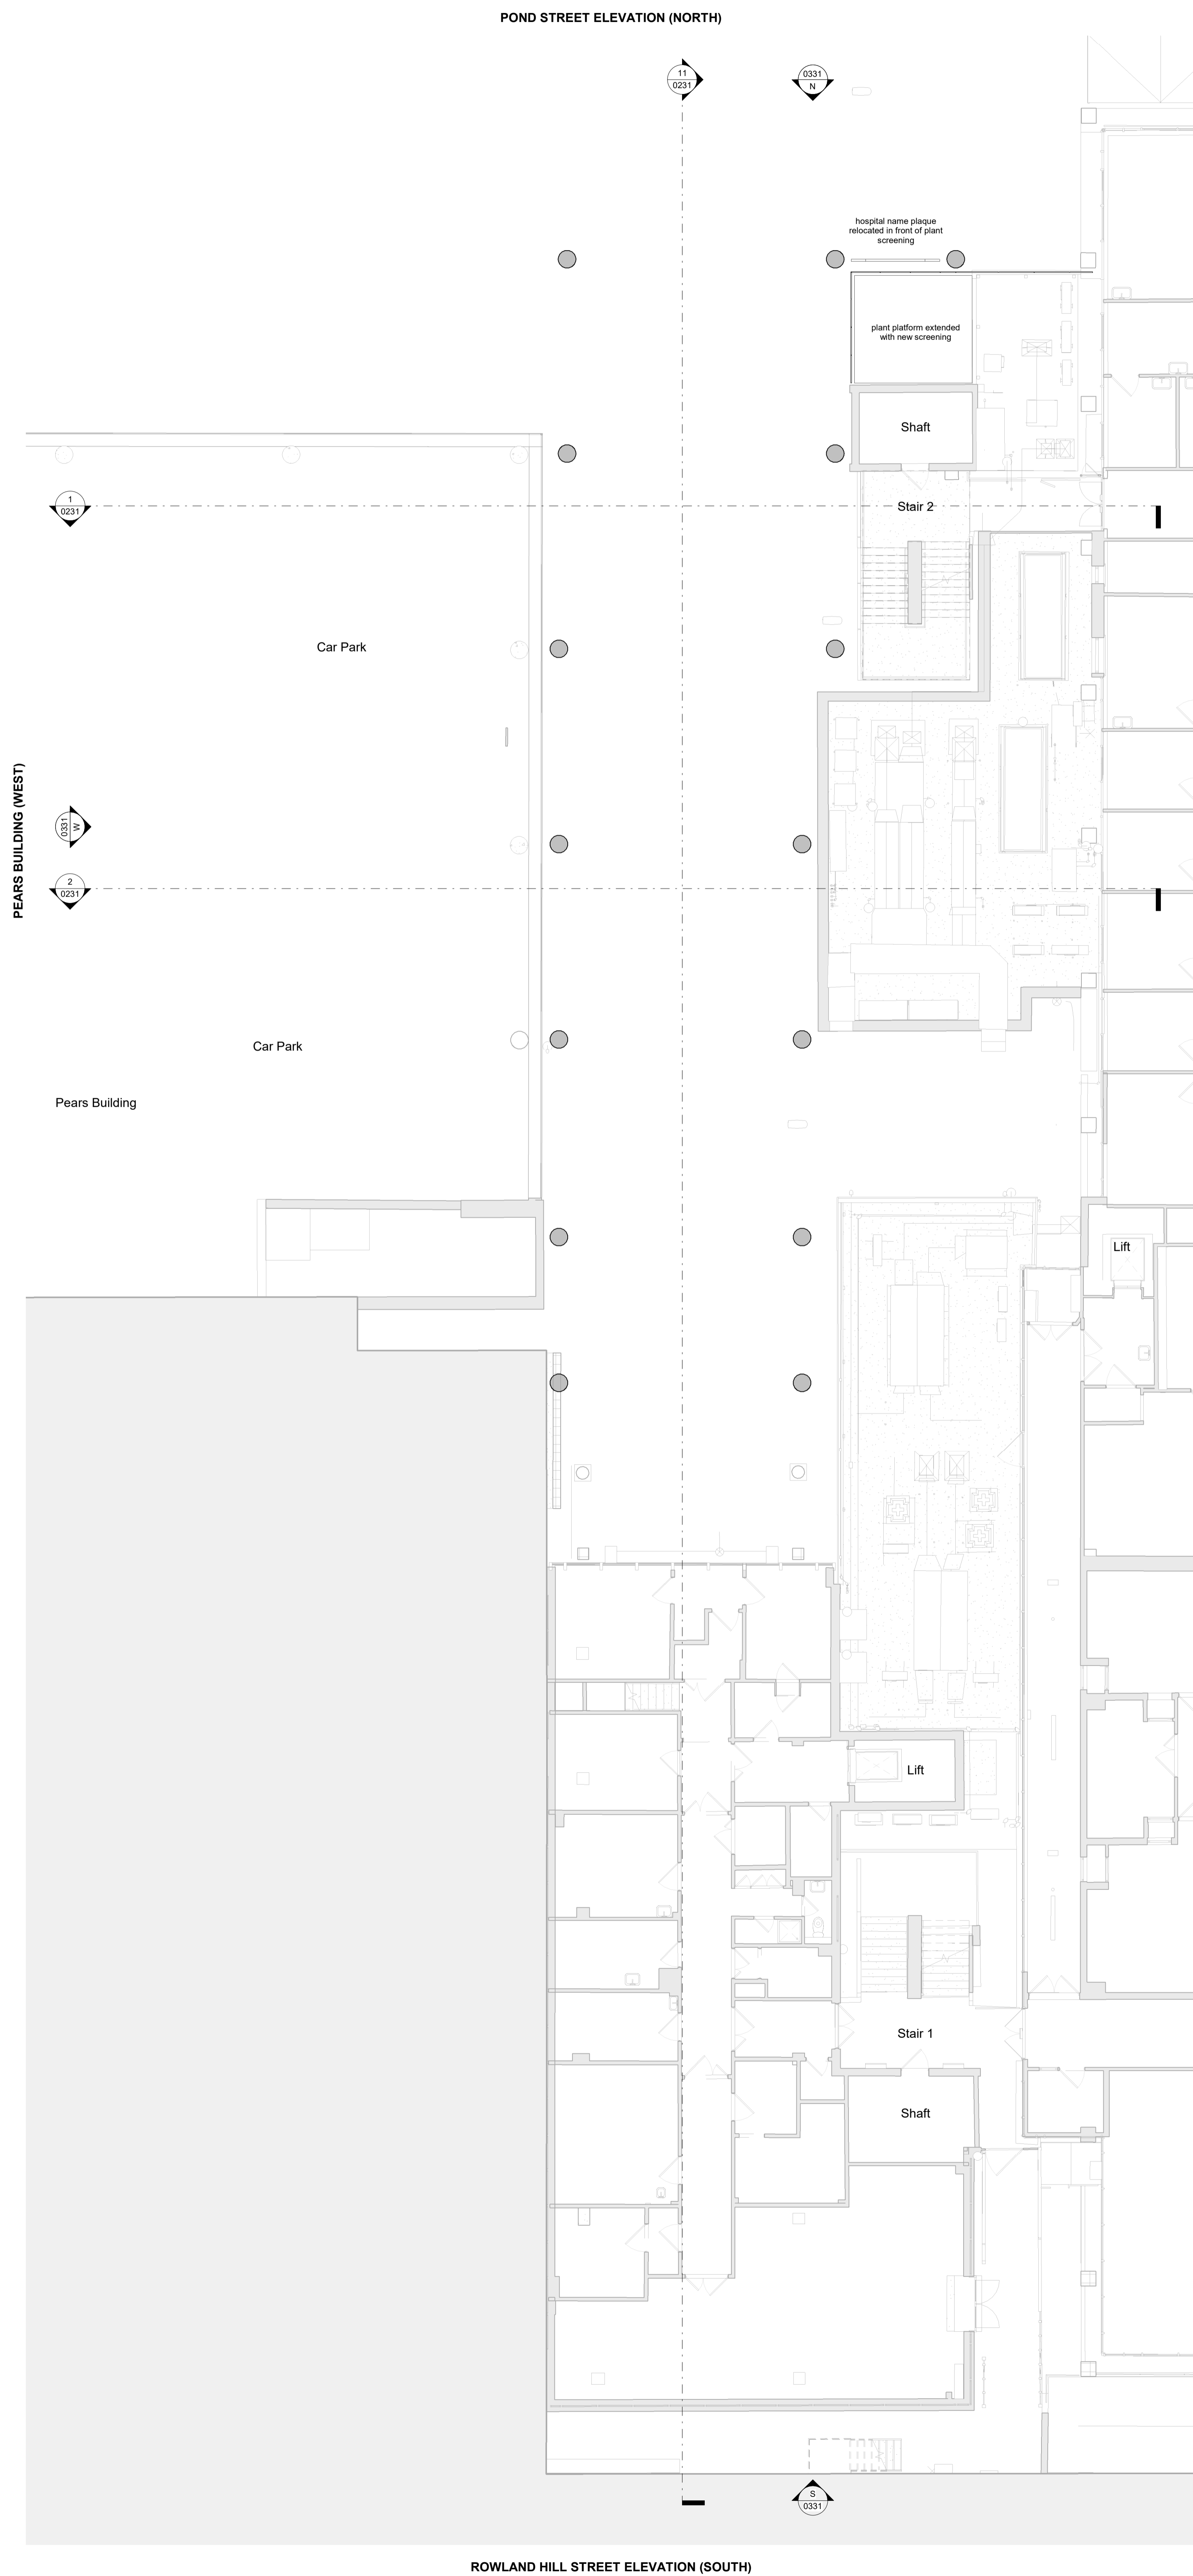 POND STREET ELEVATION (NORTH)
11
0231
0331
N
hospital name plaque
relocated in front of plant
screening
plant platform extended
with new screening
Shaft
1
0231
Stair 2
Car Park
PEARS BUILDING (WEST)
0331
W
2
0231
Car Park
Pears Building
Lift
Lift
Stair 1
Shaft
S
0331
ROWLAND HILL STREET ELEVATION (SOUTH)